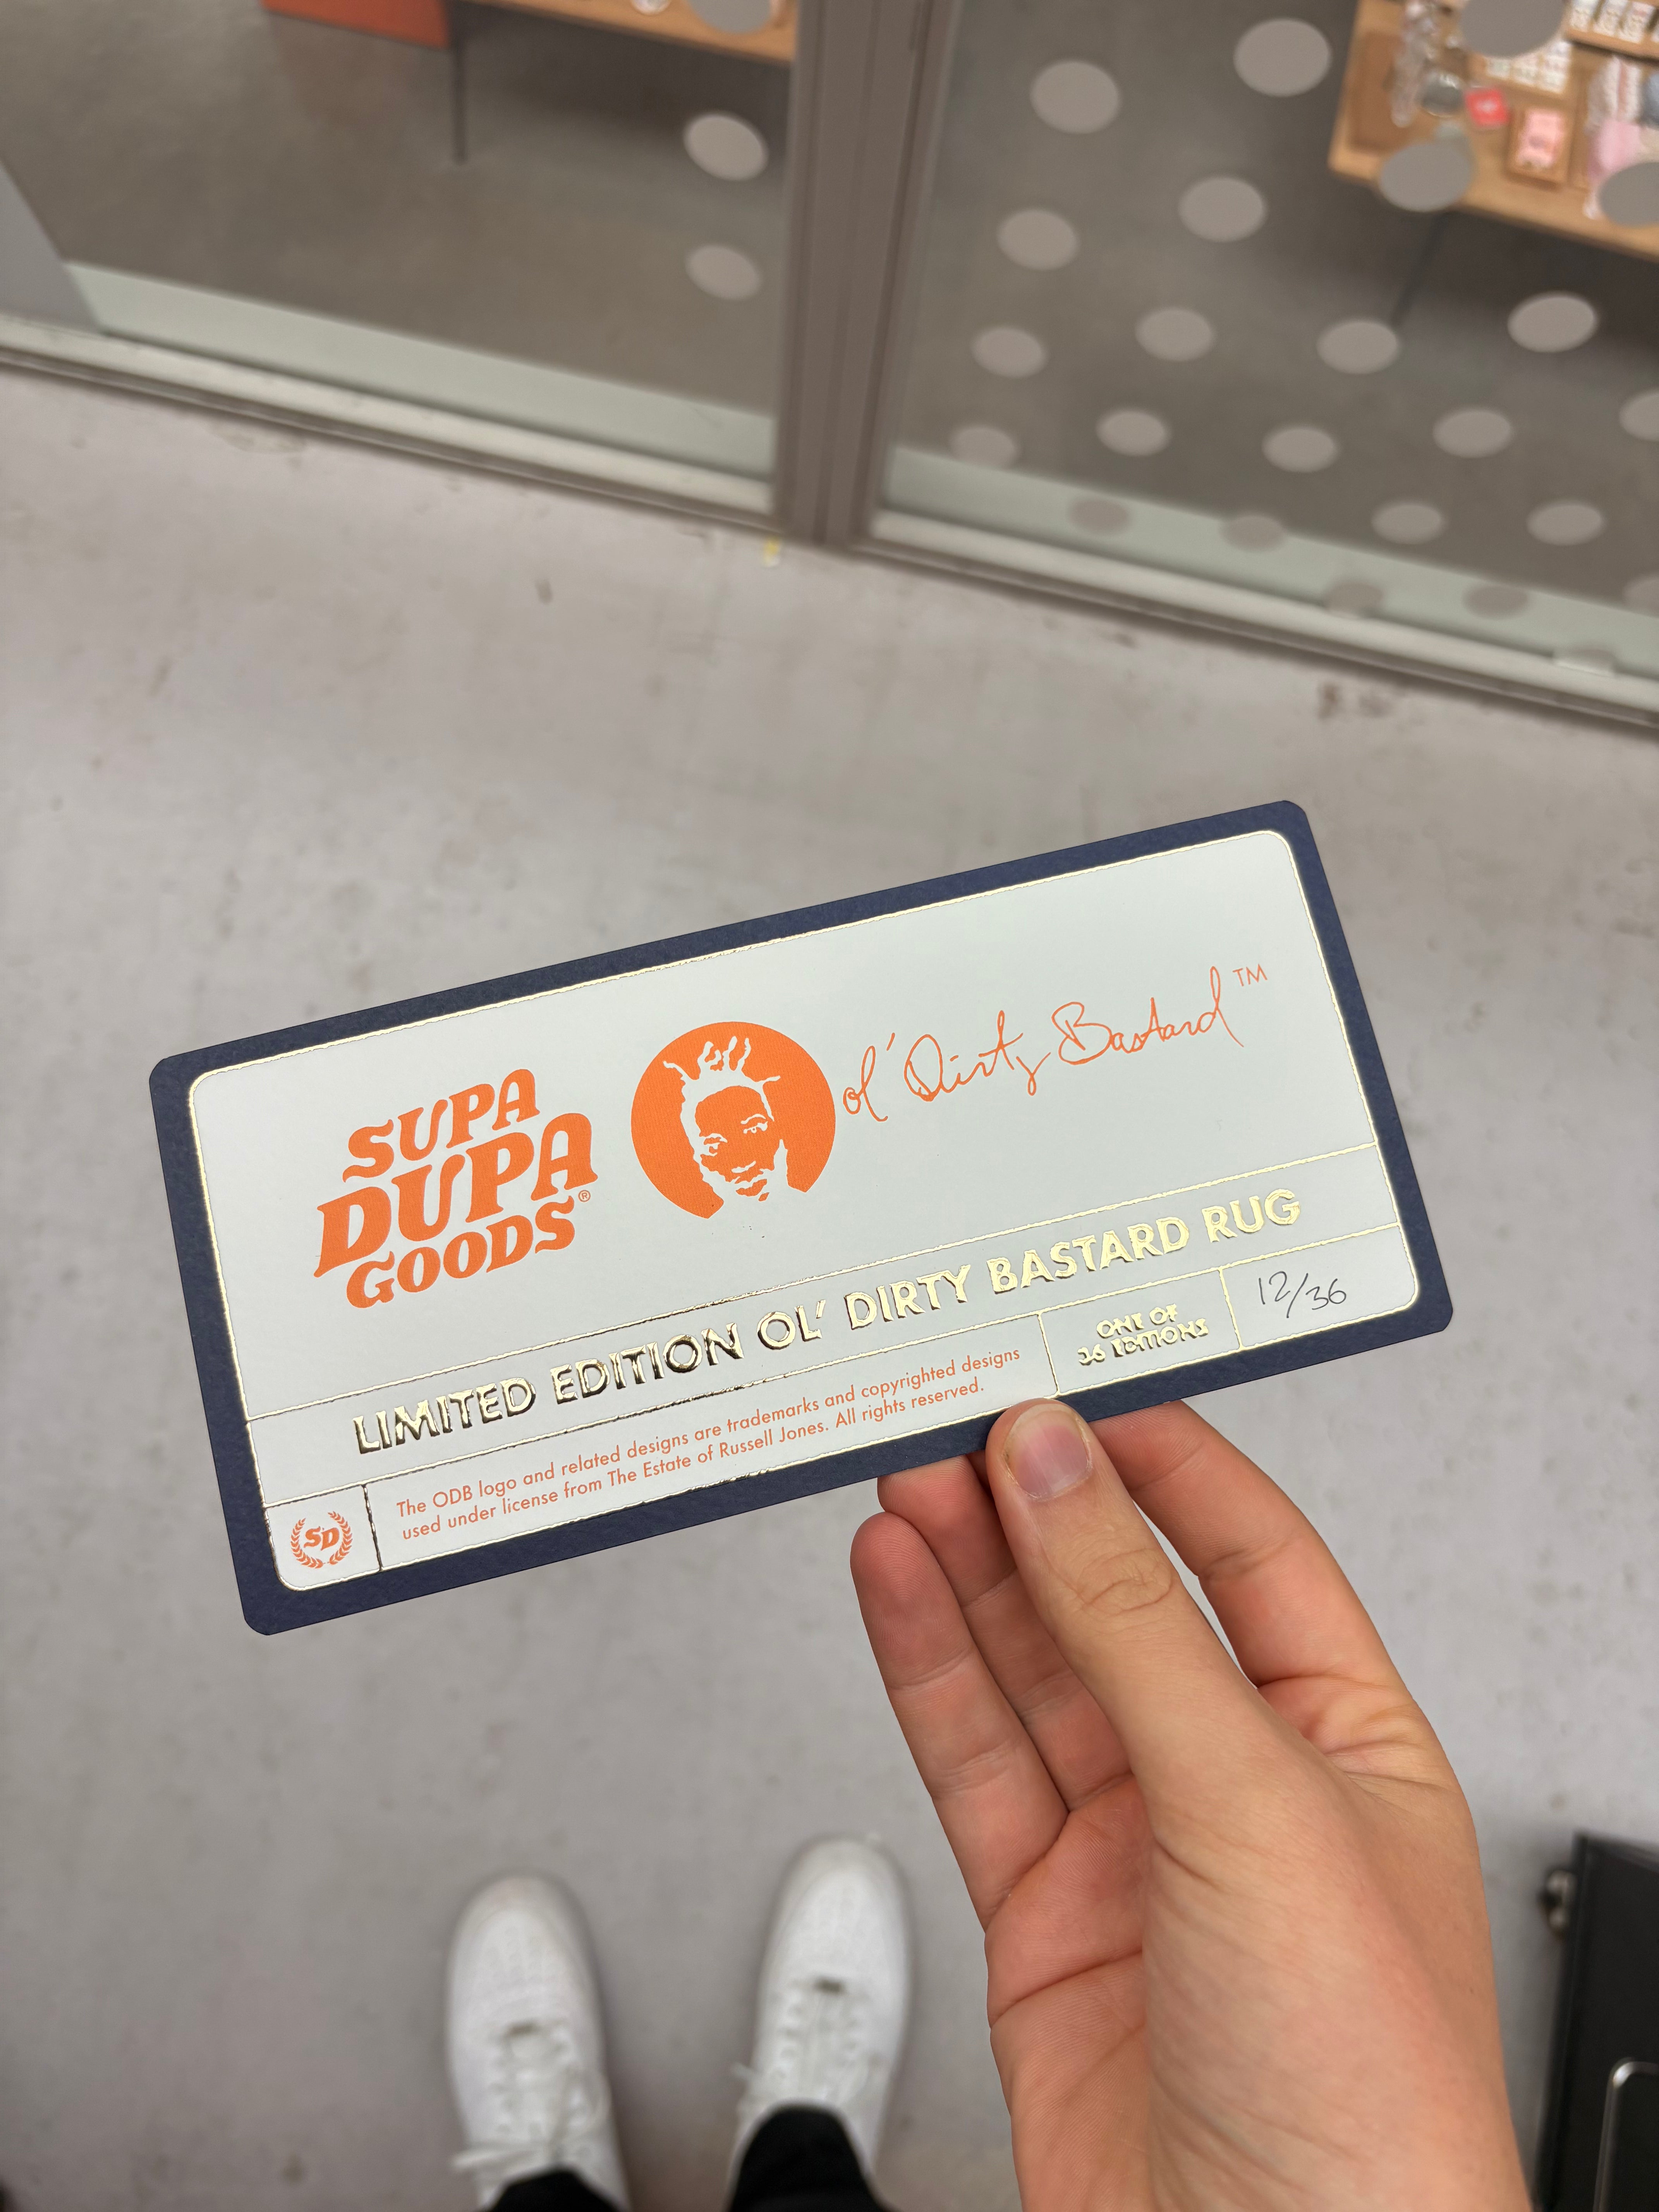 SUPA
DUPA
GOODS®
ol' Dirty Bastard™
LIMITED EDITION OL' DIRTY BASTARD RUG
SD
The ODB logo and related designs are trademarks and copyrighted designs
used under license from The Estate of Russell Jones. All rights reserved.
ONE OF
36 EDITIONS
12/36